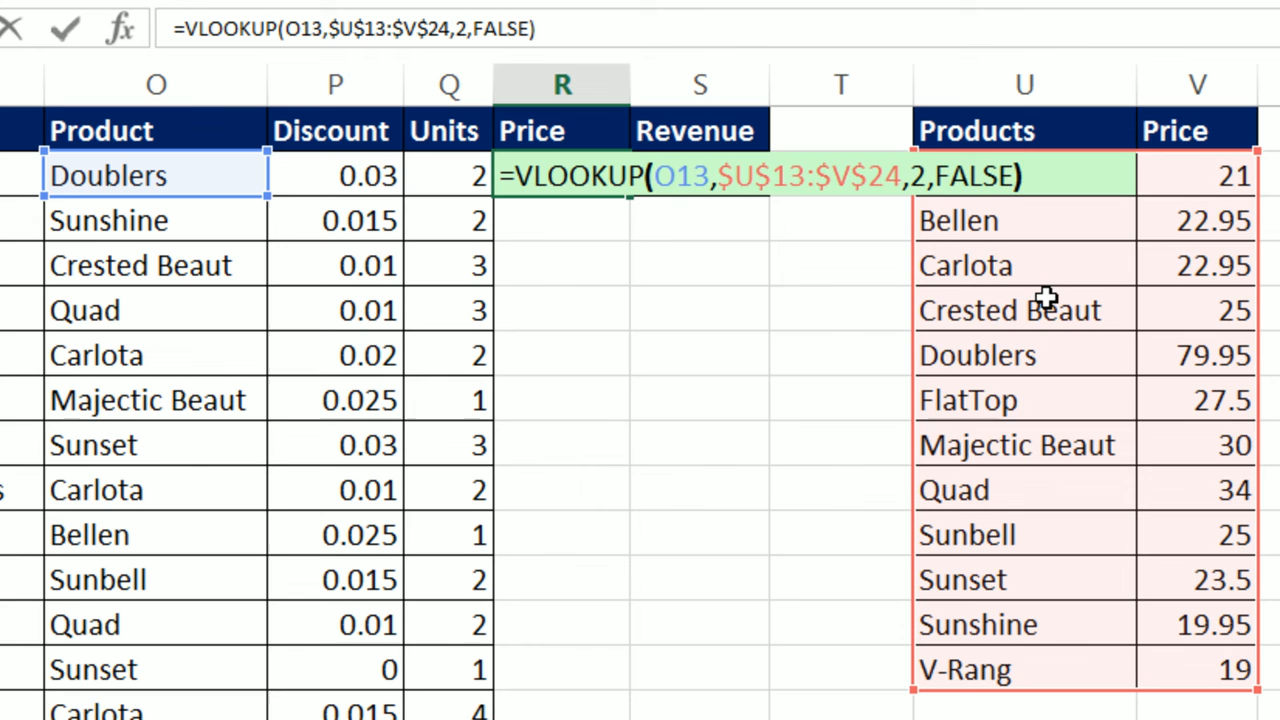 fx =VLOOKUP(O13,$U$13:$V$24,2,FALSE)
O P Q R S T U V
Product Discount Units Price Revenue Products Price
Doublers 0.03 2 =VLOOKUP(O13,$U$13:$V$24,2,FALSE) 21
Sunshine 0.015 2 Bellen 22.95
Crested Beaut 0.01 3 Carlota 22.95
Quad 0.01 3 Crested Beaut 25
Carlota 0.02 2 Doublers 79.95
Majectic Beaut 0.025 1 FlatTop 27.5
Sunset 0.03 3 Majectic Beaut 30
s Carlota 0.01 2 Quad 34
Bellen 0.025 1 Sunbell 25
Sunbell 0.015 2 Sunset 23.5
Quad 0.01 2 Sunshine 19.95
Sunset 0 1 V-Rang 19
Carlota 0.015 4